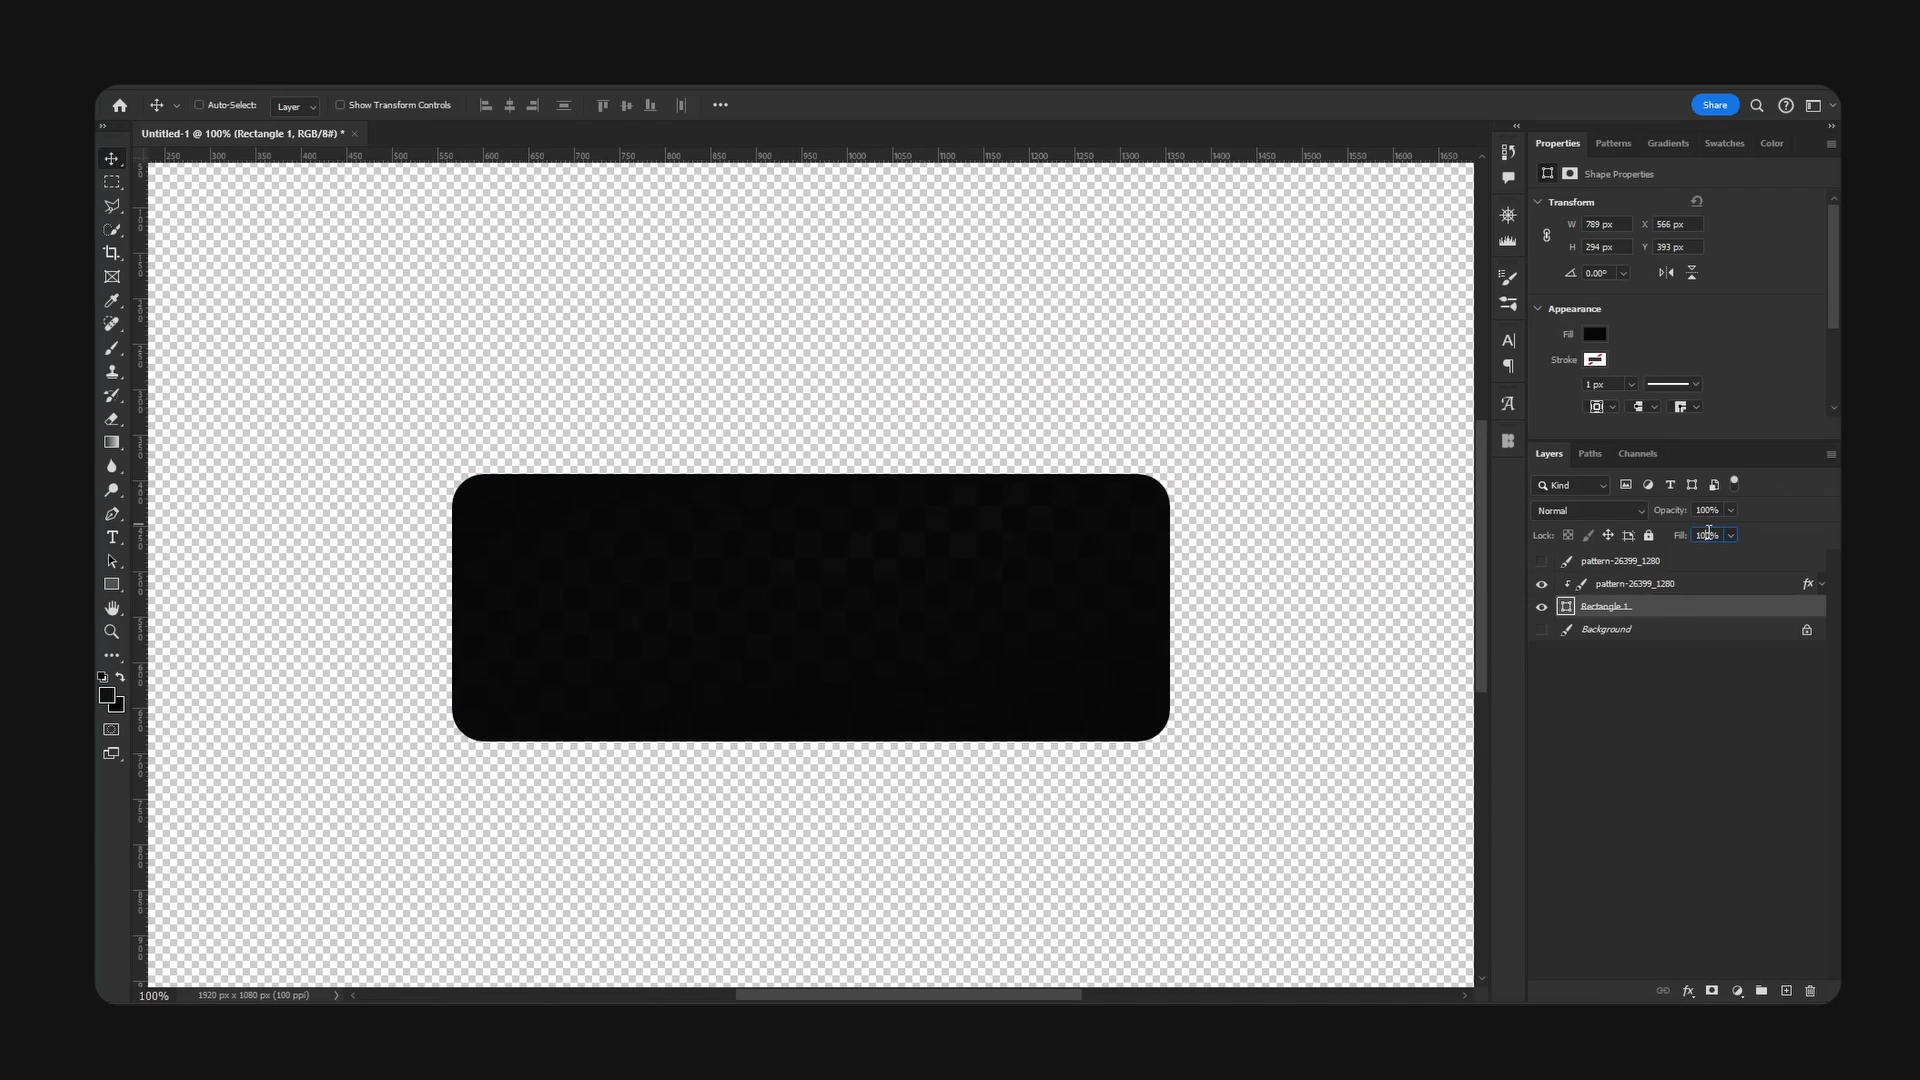 Auto-Select: Layer Show Transform Controls Share
Untitled-1 @ 100% (Rectangle 1, RGB/8#) *
250 300 350 400 450 500 550 600 650 700 750 800 850 900 950 1000 1050 1100 1150 1200 1250 1300 1350 1400 1450 1500 1550 1600 1650
Properties Patterns Gradients Swatches Color
Shape Properties
Transform
W 789 px X 566 px
H 294 px Y 393 px
0.00°
Appearance
Fill
Stroke
1 px
Layers Paths Channels
Kind
Normal Opacity: 100%
Lock: Fill: 100%
pattern-26399_1280
pattern-26399_1280 fx
Rectangle 1
Background
100% 1920 px x 1080 px (100 ppi)
fx